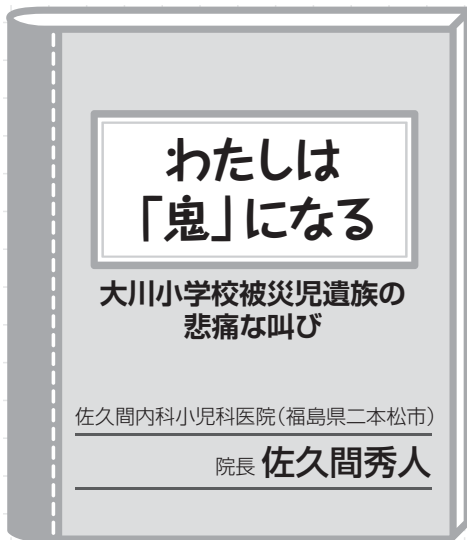 わたしは
「鬼」になる
大川小学校被災児遺族の
悲痛な叫び
佐久間内科小児科医院（福島県二本松市）
院長 佐久間秀人